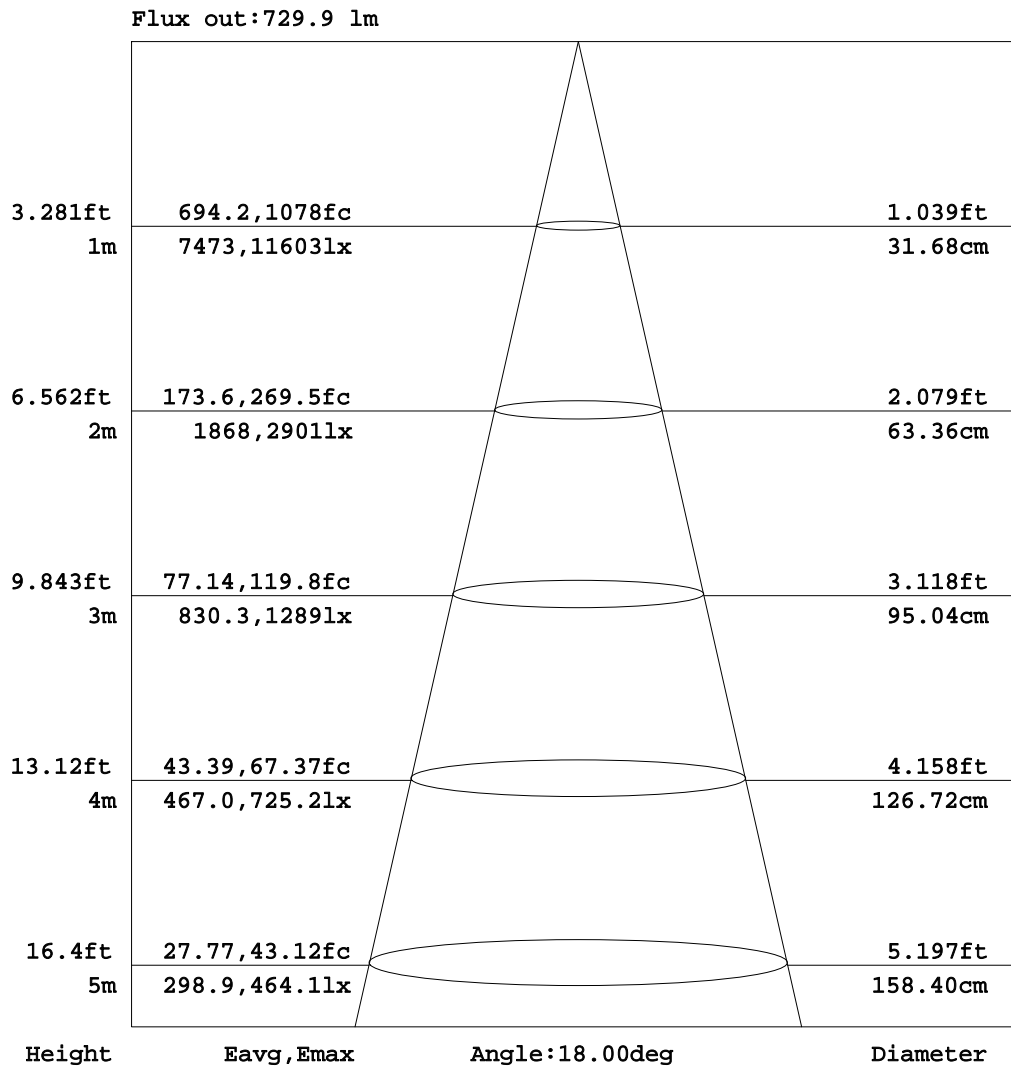 Flux out:729.9 lm
3.281ft 694.2,1078fc 1.039ft
1m 7473,11603lx 31.68cm
6.562ft 173.6,269.5fc 2.079ft
2m 1868,2901lx 63.36cm
9.843ft 77.14,119.8fc 3.118ft
3m 830.3,1289lx 95.04cm
13.12ft 43.39,67.37fc 4.158ft
4m 467.0,725.2lx 126.72cm
16.4ft 27.77,43.12fc 5.197ft
5m 298.9,464.1lx 158.40cm
Height Eavg,Emax Angle:18.00deg Diameter